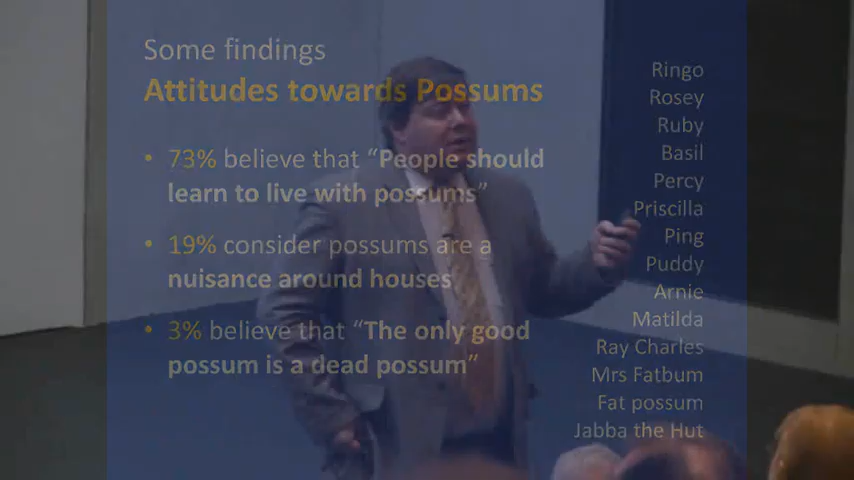 Some findings
Attitudes towards Possums
• 73% believe that “People should
learn to live with possums”
• 19% consider possums are a
nuisance around houses
• 3% believe that “The only good
possum is a dead possum”
Ringo
Rosey
Ruby
Basil
Percy
Priscilla
Ping
Puddy
Arnie
Matilda
Ray Charles
Mrs Fatbum
Fat possum
Jabba the Hut